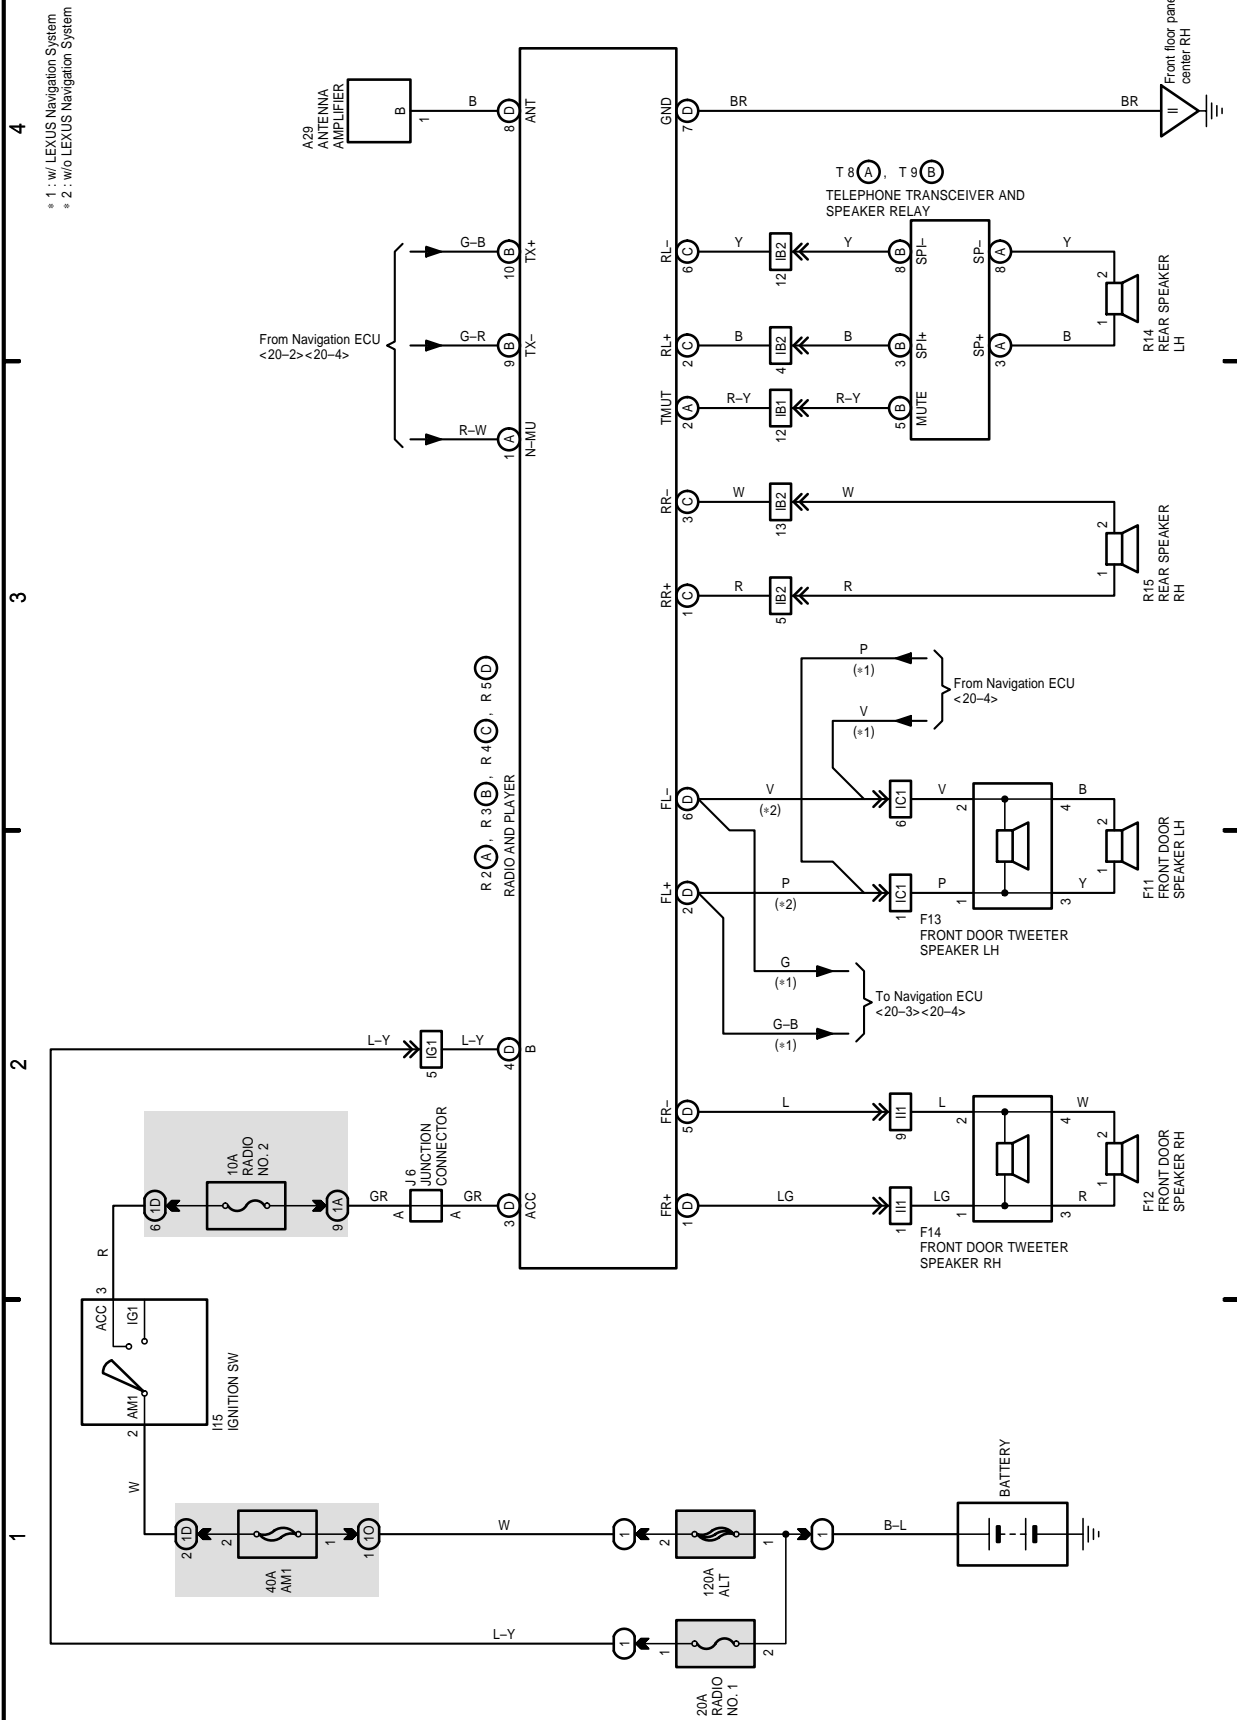 * 1 : w/ LEXUS Navigation System
* 2 : w/o LEXUS Navigation System
4
3
2
1
A29
ANTENNA
AMPLIFIER
B
1
B
8
D
ANT
From Navigation ECU
<20–2><20–4>
G–B
10
B
TX+
G–R
9
B
TX–
R–W
1
A
N–MU
R 2 A , R 3 B , R 4 C , R 5 D
RADIO AND PLAYER
L–Y
IG1
5
L–Y
4
D
B
10A
RADIO
NO. 2
6
1D
9
1A
GR
A
J 6
JUNCTION
CONNECTOR
A
GR
3
D
ACC
R
ACC 3
IG1
2 AM1
I15
IGNITION SW
W
2
1D
2
40A
AM1
1
1
1O
W
1
2
120A
ALT
1
1
B–L
BATTERY
L–Y
1
1
20A
RADIO
NO. 1
2
GND
7
D
BR
BR
II
Front floor pane
center RH
T 8 A , T 9 B
TELEPHONE TRANSCEIVER AND
SPEAKER RELAY
RL–
6
C
Y
IB2
12
Y
8
B
SPI–
SP–
8
A
Y
2
RL+
2
C
B
IB2
4
B
3
B
SPI+
SP+
3
A
B
1
R14
REAR SPEAKER
LH
TMUT
2
A
R–Y
IB1
12
R–Y
5
B
MUTE
RR–
3
C
W
IB2
13
W
2
RR+
1
C
R
IB2
5
R
1
R15
REAR SPEAKER
RH
P
(*1)
V
(*1)
From Navigation ECU
<20–4>
FL–
6
D
V
(*2)
IC1
6
V
2
4
B
2
FL+
2
D
P
(*2)
IC1
1
P
1
3
Y
1
F11
FRONT DOOR
SPEAKER LH
F13
FRONT DOOR TWEETER
SPEAKER LH
G
(*1)
G–B
(*1)
To Navigation ECU
<20–3><20–4>
FR–
5
D
L
II1
9
L
2
4
W
2
FR+
1
D
LG
II1
1
LG
1
3
R
1
F12
FRONT DOOR
SPEAKER RH
F14
FRONT DOOR TWEETER
SPEAKER RH